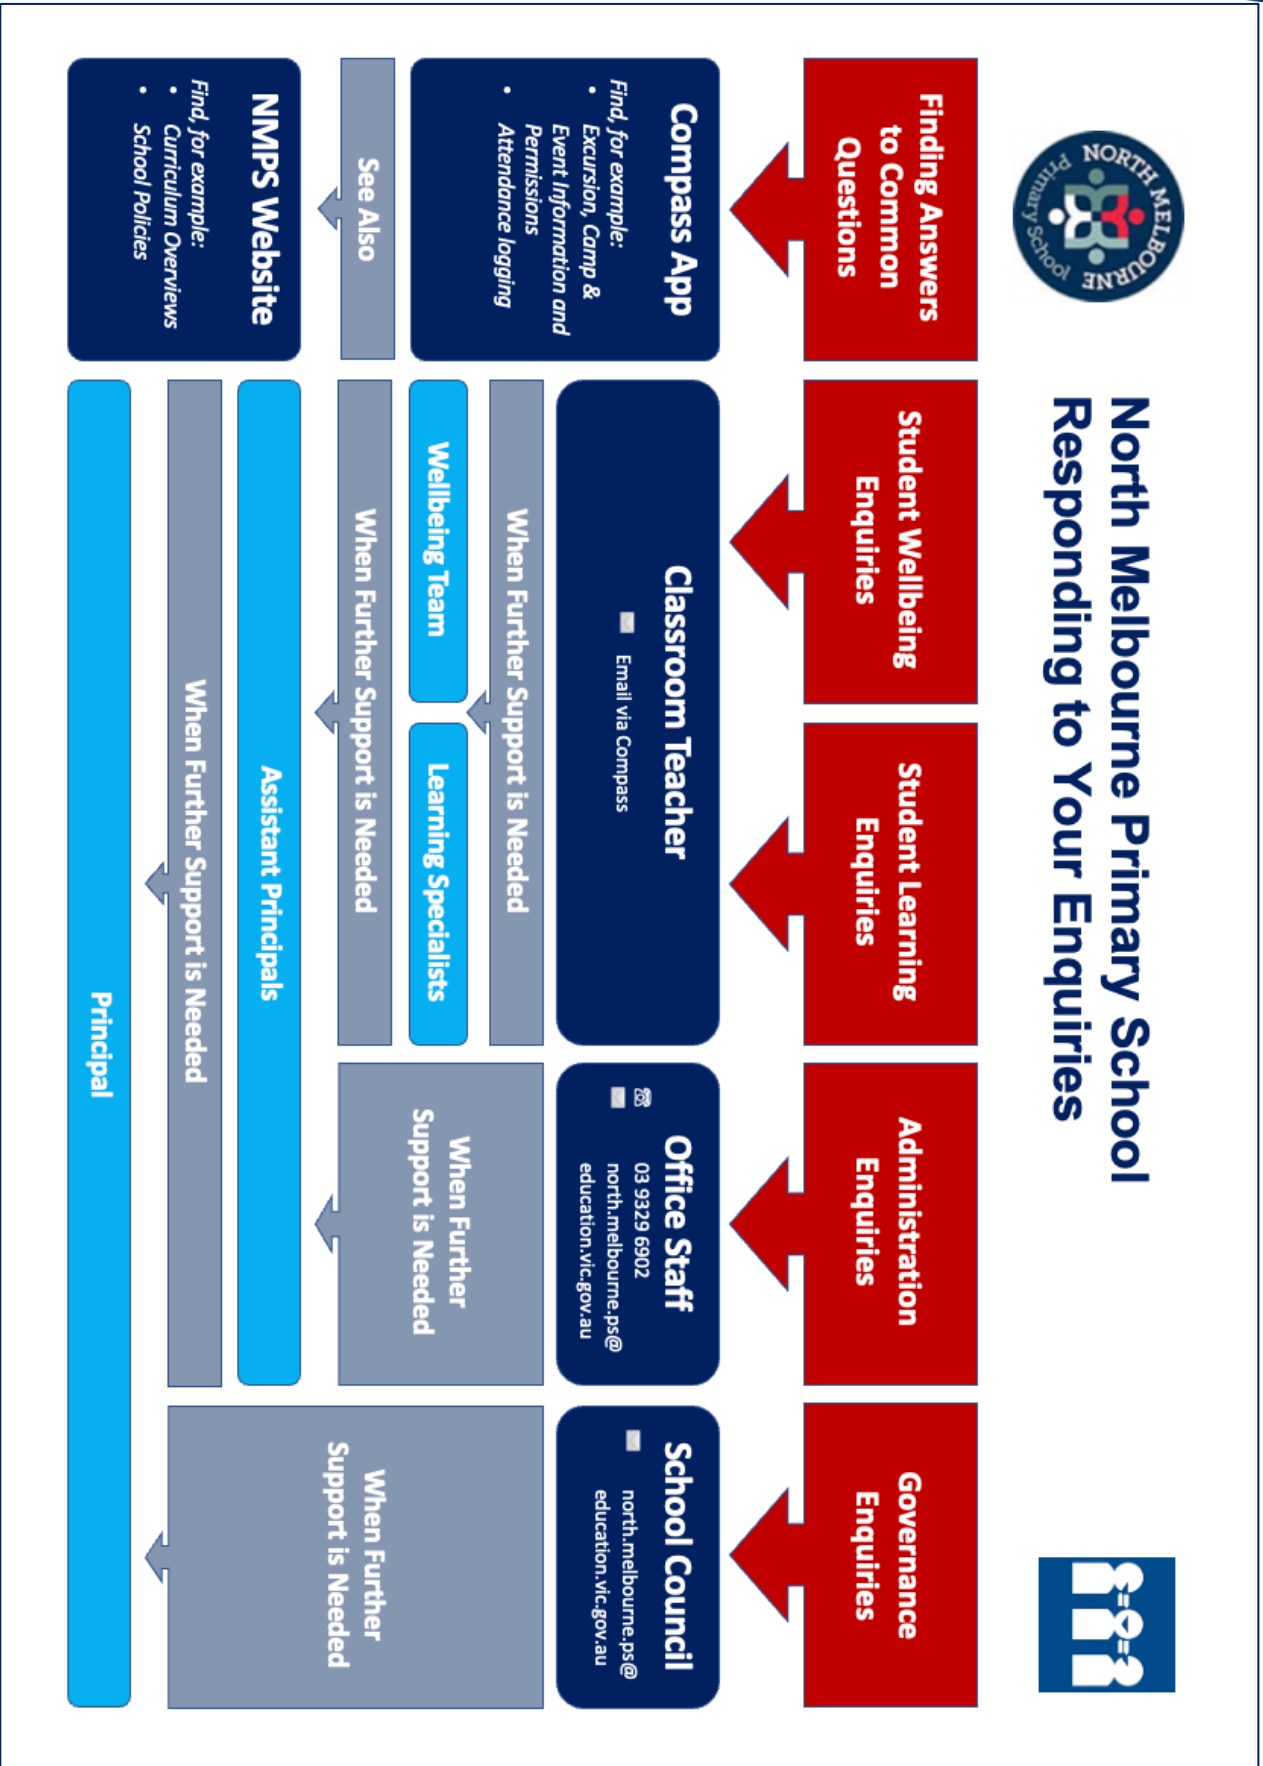 NORTH MELBOURNE
Primary School
North Melbourne Primary School
Responding to Your Enquiries
Finding Answers
to Common
Questions
Student Wellbeing
Enquiries
Student Learning
Enquiries
Administration
Enquiries
Governance
Enquiries
Compass App
Find, for example:
• Excursion, Camp &
Event Information and
Permissions
• Attendance logging
See Also
NMPS Website
Find, for example:
• Curriculum Overviews
• School Policies
Classroom Teacher
Email via Compass
When Further Support is Needed
Wellbeing Team
Learning Specialists
When Further Support is Needed
Office Staff
03 9329 6902
north.melbourne.ps@
education.vic.gov.au
When Further
Support is Needed
Assistant Principals
When Further Support is Needed
School Council
north.melbourne.ps@
education.vic.gov.au
When Further
Support is Needed
Principal